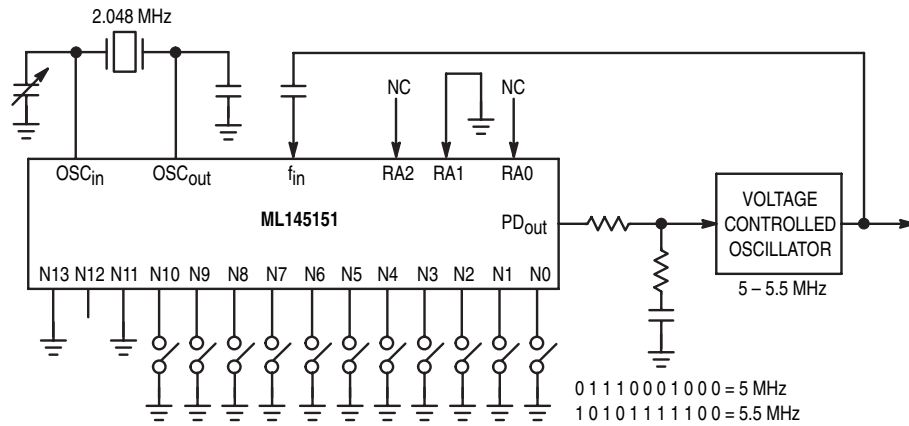 2.048 MHz
NC NC
OSCin OSCout fin RA2 RA1 RA0
ML145151
PDout
VOLTAGE
CONTROLLED
OSCILLATOR
5 – 5.5 MHz
N13 N12 N11 N10 N9 N8 N7 N6 N5 N4 N3 N2 N1 N0
0 1 1 1 0 0 0 1 0 0 0 = 5 MHz
1 0 1 0 1 1 1 1 1 0 0 = 5.5 MHz